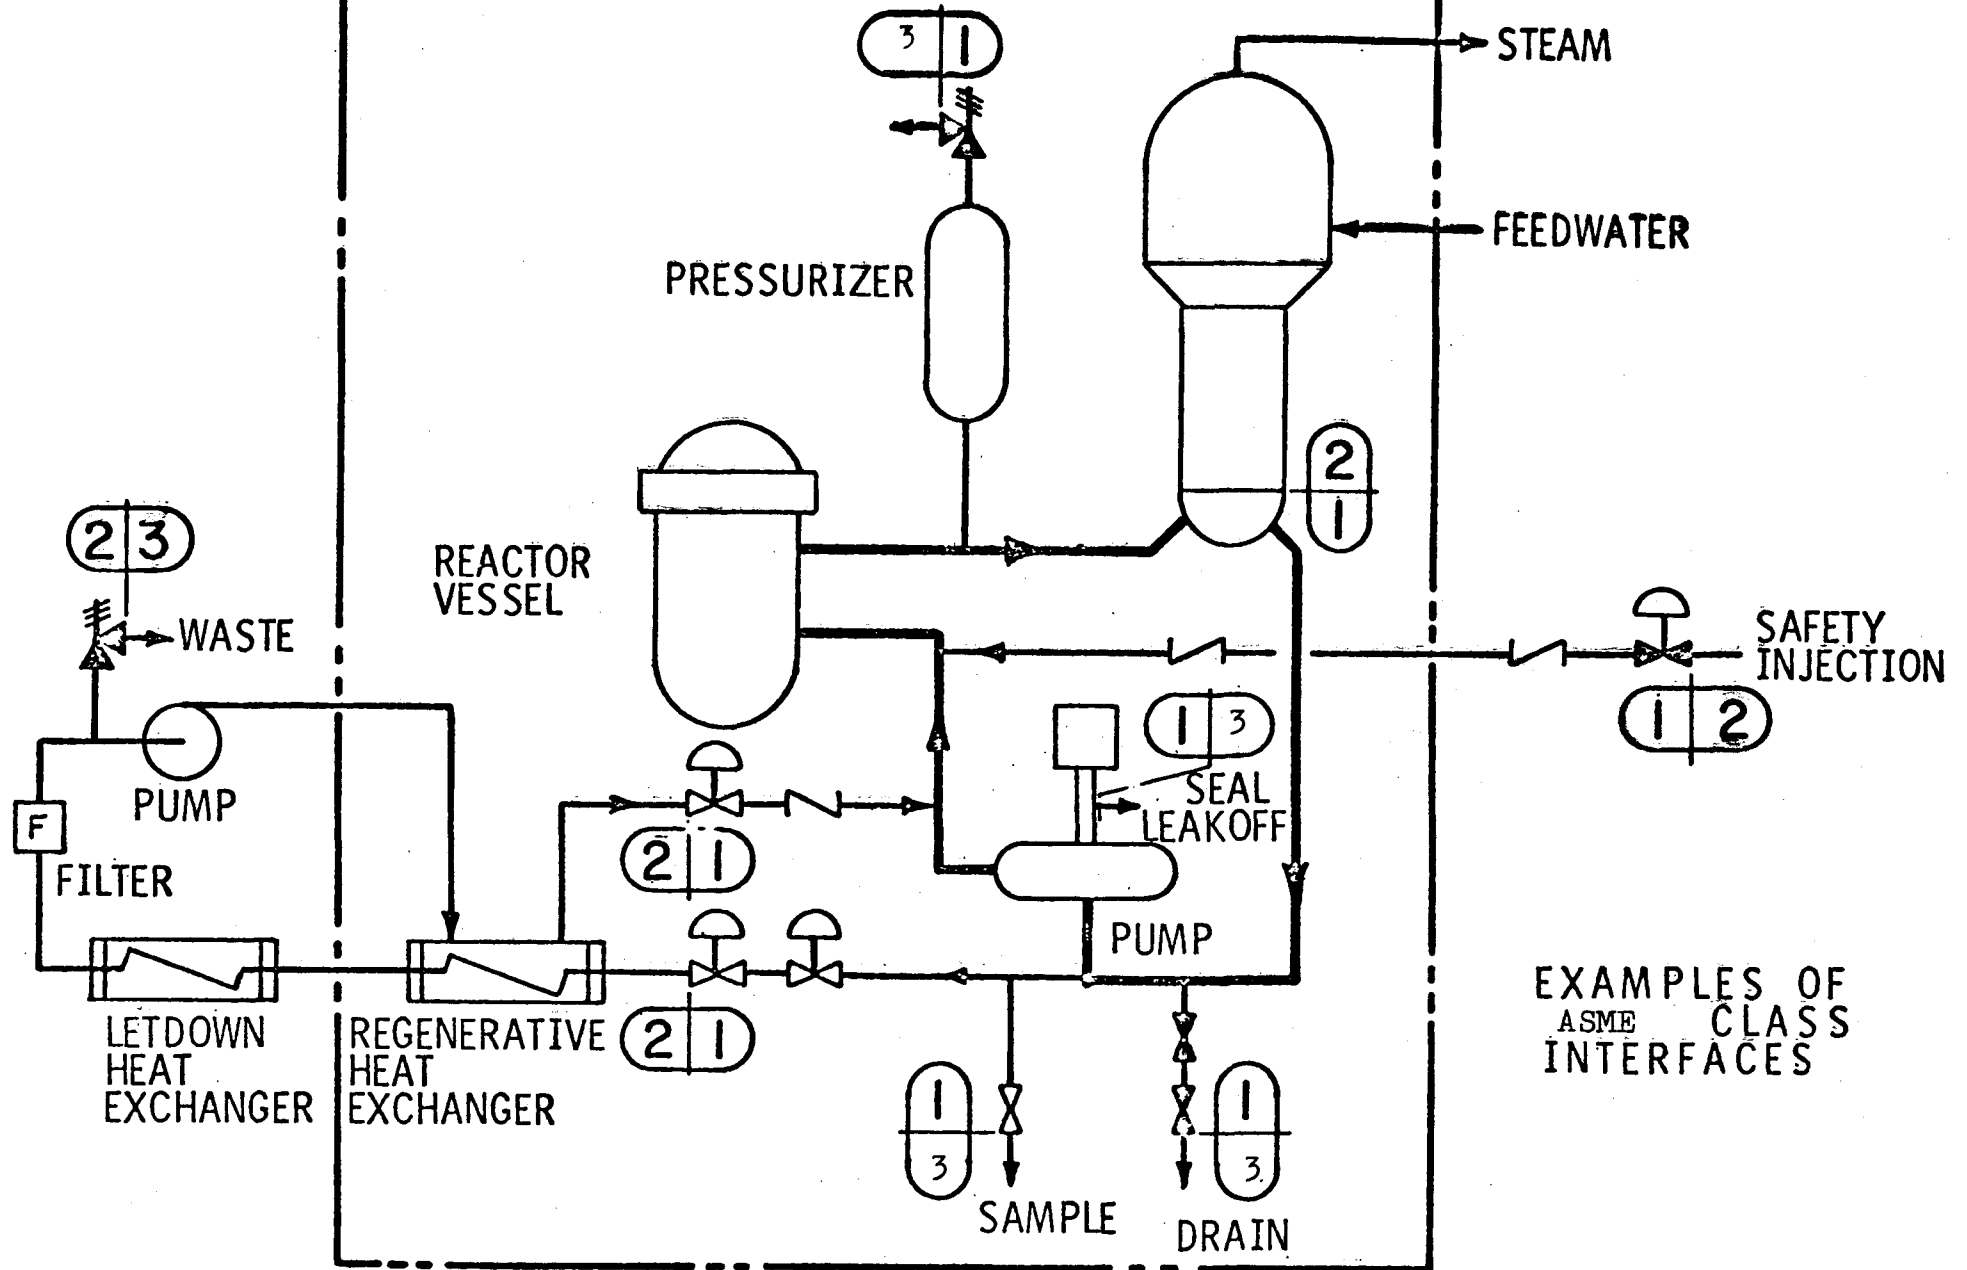 3 1
STEAM
FEEDWATER
PRESSURIZER
2
1
2 3
REACTOR
VESSEL
WASTE
SAFETY
INJECTION
1 2
1 3
SEAL
LEAKOFF
PUMP
F
FILTER
2 1
PUMP
LETDOWN
HEAT
EXCHANGER
REGENERATIVE
HEAT
EXCHANGER
2 1
1
3
SAMPLE
1
3
DRAIN
EXAMPLES OF
ASME CLASS
INTERFACES